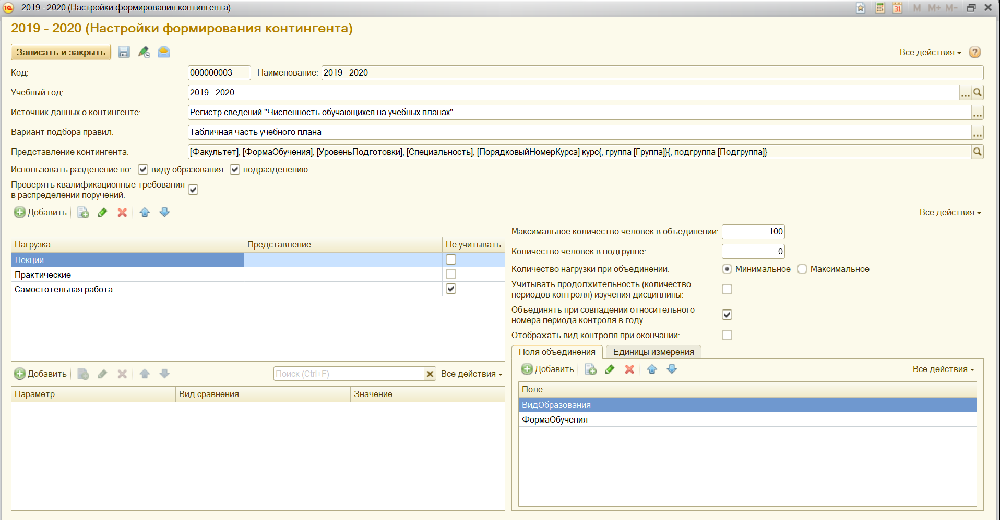 2019 - 2020 (Настройки формирования контингента)
M M+ M-
2019 - 2020 (Настройки формирования контингента)
Записать и закрыть
Все действия
Код: 000000003 Наименование: 2019 - 2020
Учебный год: 2019 - 2020
Источник данных о контингенте: Регистр сведений "Численность обучающихся на учебных планах"
Вариант подбора правил: Табличная часть учебного плана
Представление контингента: [Факультет], [ФормаОбучения], [УровеньПодготовки], [Специальность], [ПорядковыйНомерКурса] курс{, группа [Группа]}{, подгруппа [Подгруппа]}
Использовать разделение по: виду образования подразделению
Проверять квалификационные требования
в распределении поручений:
Добавить Все действия
Нагрузка Представление Не учитывать
Лекции
Практические
Самостотельная работа
Добавить Поиск (Ctrl+F) Все действия
Параметр Вид сравнения Значение
Максимальное количество человек в объединении: 100
Количество человек в подгруппе: 0
Количество нагрузки при объединении: Минимальное Максимальное
Учитывать продолжительность (количество
периодов контроля) изучения дисциплины:
Объединять при совпадении относительного
номера периода контроля в году:
Отображать вид контроля при окончании:
Поля объединения Единицы измерения
Добавить Все действия
Поле
ВидОбразования
ФормаОбучения